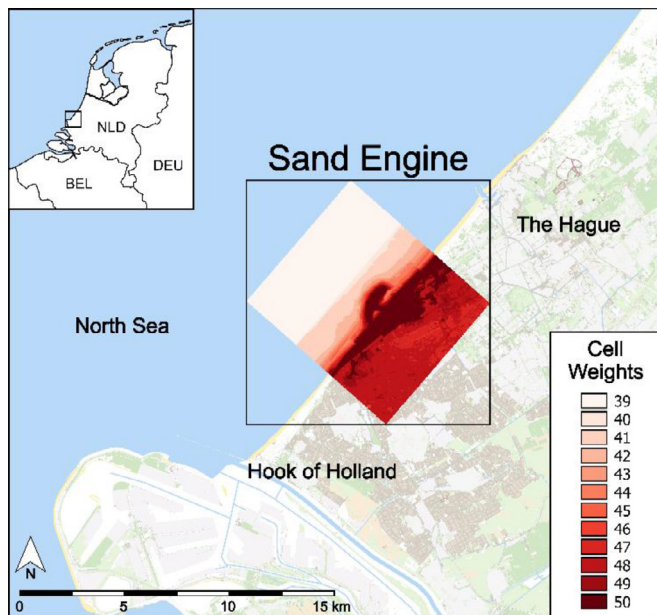 NLD
DEU
BEL
Sand Engine
The Hague
North Sea
Hook of Holland
Cell
Weights
39
40
41
42
43
44
45
46
47
48
49
50
N
0 5 10 15 km